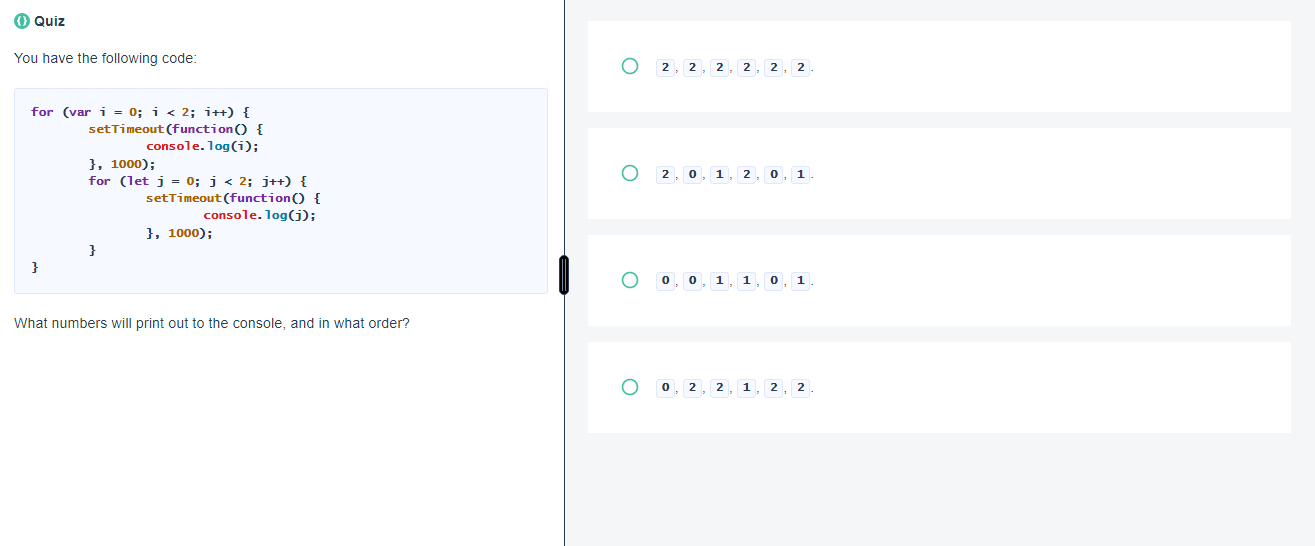 Quiz
You have the following code:
for (var i = 0; i < 2; i++) {
setTimeout(function() {
console.log(i);
}, 1000);
for (let j = 0; j < 2; j++) {
setTimeout(function() {
console.log(j);
}, 1000);
}
}
What numbers will print out to the console, and in what order?
2, 2, 2, 2, 2, 2.
2, 0, 1, 2, 0, 1.
0, 0, 1, 1, 0, 1.
0, 2, 2, 1, 2, 2.